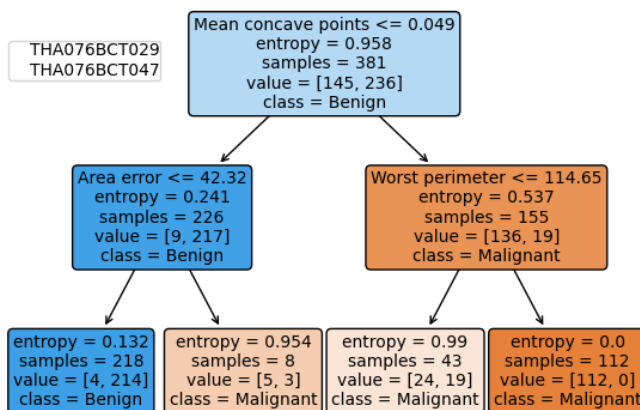 THA076BCT029
THA076BCT047
Mean concave points <= 0.049
entropy = 0.958
samples = 381
value = [145, 236]
class = Benign
Area error <= 42.32
entropy = 0.241
samples = 226
value = [9, 217]
class = Benign
Worst perimeter <= 114.65
entropy = 0.537
samples = 155
value = [136, 19]
class = Malignant
entropy = 0.132
samples = 218
value = [4, 214]
class = Benign
entropy = 0.954
samples = 8
value = [5, 3]
class = Malignant
entropy = 0.99
samples = 43
value = [24, 19]
class = Malignant
entropy = 0.0
samples = 112
value = [112, 0]
class = Malignant